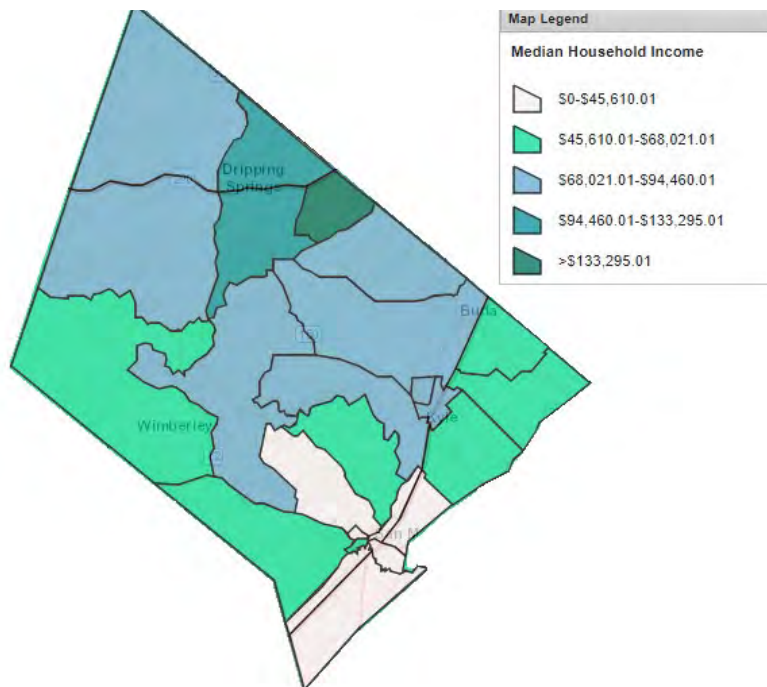 Map Legend
Median Household Income
$0-$45,610.01
$45,610.01-$68,021.01
$68,021.01-$94,460.01
$94,460.01-$133,295.01
>$133,295.01
Dripping
Springs
Buda
Kyle
Wimberley